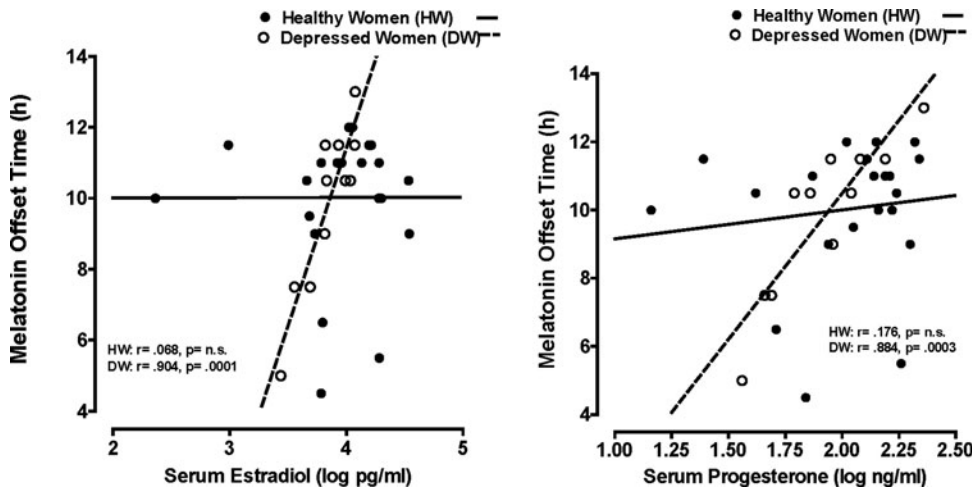 Healthy Women (HW)
Depressed Women (DW)
Melatonin Offset Time (h)
14
12
10
8
6
4
HW: r= .068, p= n.s.
DW: r= .904, p= .0001
2
3
4
5
Serum Estradiol (log pg/ml)
Healthy Women (HW)
Depressed Women (DW)
Melatonin Offset Time (h)
14
12
10
8
6
4
HW: r= .176, p= n.s.
DW: r= .884, p= .0003
1.00
1.25
1.50
1.75
2.00
2.25
2.50
Serum Progesterone (log ng/ml)